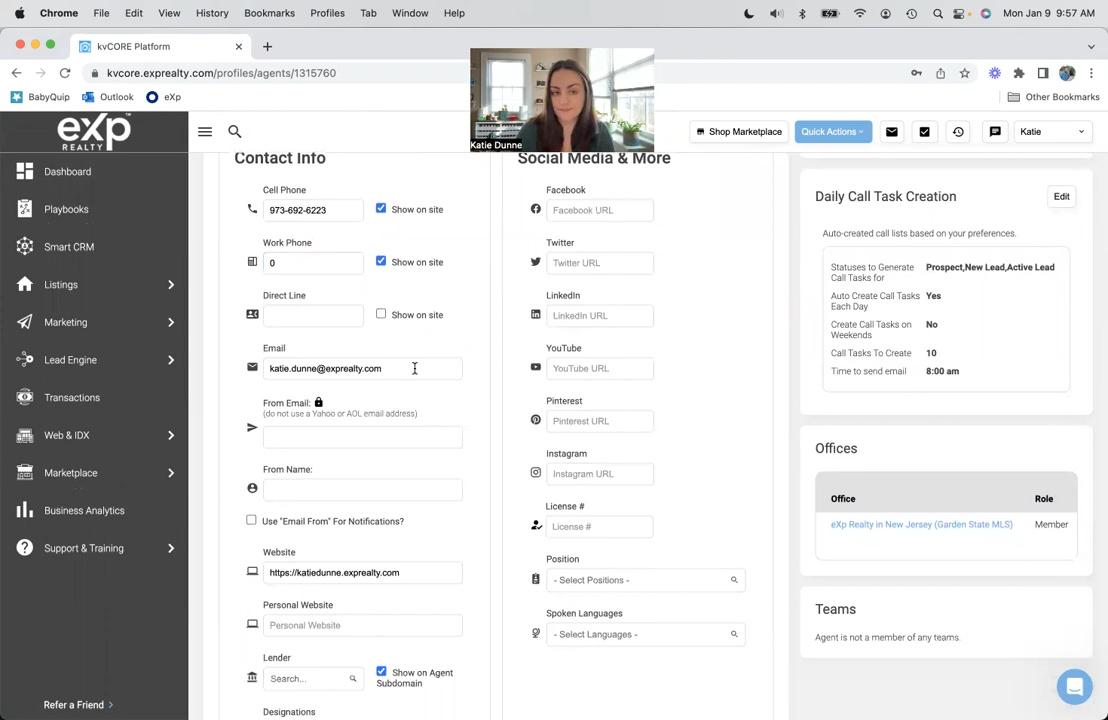 Chrome File Edit View History Bookmarks Profiles Tab Window Help Mon Jan 9 9:57 AM
kvCORE Platform
kvcore.exprealty.com/profiles/agents/1315760
BabyQuip Outlook eXp Other Bookmarks
eXp REALTY
Katie Dunne
Shop Marketplace Quick Actions Katie
Dashboard
Playbooks
Smart CRM
Listings
Marketing
Lead Engine
Transactions
Web & IDX
Marketplace
Business Analytics
Support & Training
Refer a Friend
Contact Info
Cell Phone
973-692-6223 Show on site
Work Phone
0 Show on site
Direct Line
Show on site
Email
katie.dunne@exprealty.com
From Email:
(do not use a Yahoo or AOL email address)
From Name:
Use "Email From" For Notifications?
Website
https://katiedunne.exprealty.com
Personal Website
Personal Website
Lender
Search... Show on Agent
Subdomain
Designations
Social Media & More
Facebook
Facebook URL
Twitter
Twitter URL
LinkedIn
LinkedIn URL
YouTube
YouTube URL
Pinterest
Pinterest URL
Instagram
Instagram URL
License #
License #
Position
- Select Positions -
Spoken Languages
- Select Languages -
Daily Call Task Creation Edit
Auto-created call lists based on your preferences.
Statuses to Generate Prospect,New Lead,Active Lead
Call Tasks for
Auto Create Call Tasks Yes
Each Day
Create Call Tasks on No
Weekends
Call Tasks To Create 10
Time to send email 8:00 am
Offices
Office Role
eXp Realty in New Jersey (Garden State MLS) Member
Teams
Agent is not a member of any teams.